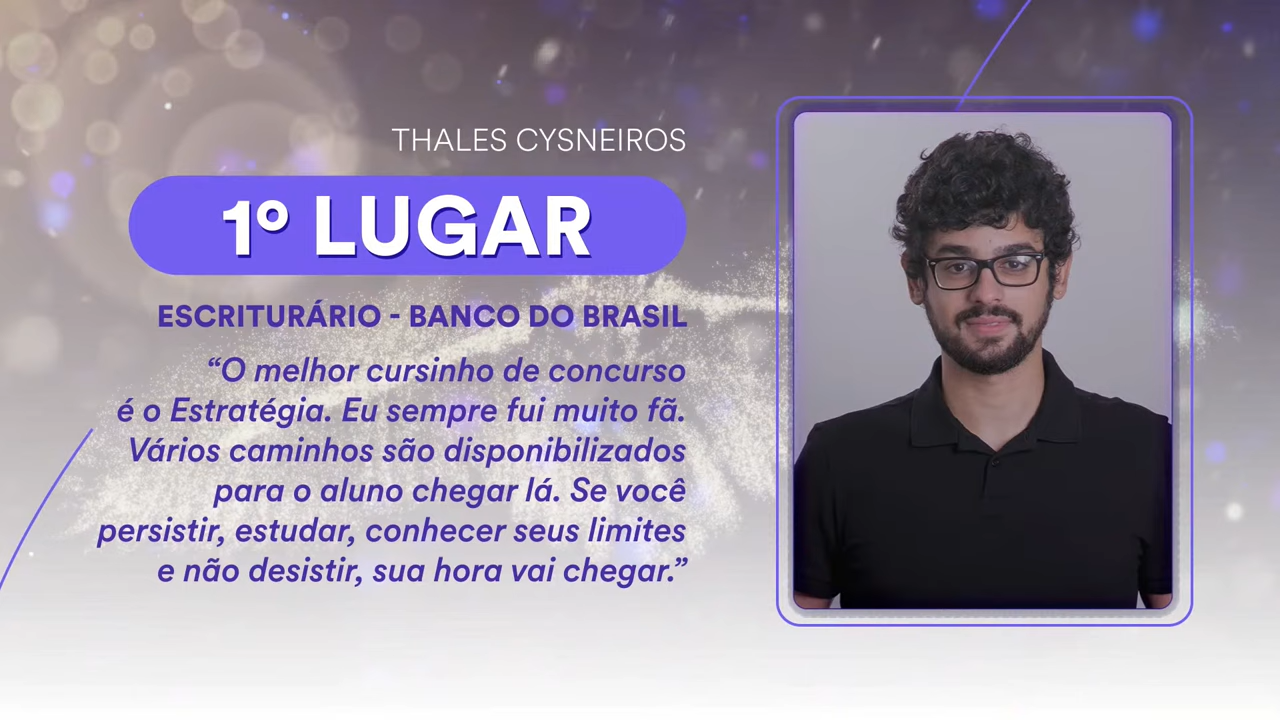 THALES CYSNEIROS
1º LUGAR
ESCRITURÁRIO - BANCO DO BRASIL
“O melhor cursinho de concurso
é o Estratégia. Eu sempre fui muito fã.
Vários caminhos são disponibilizados
para o aluno chegar lá. Se você
persistir, estudar, conhecer seus limites
e não desistir, sua hora vai chegar.”